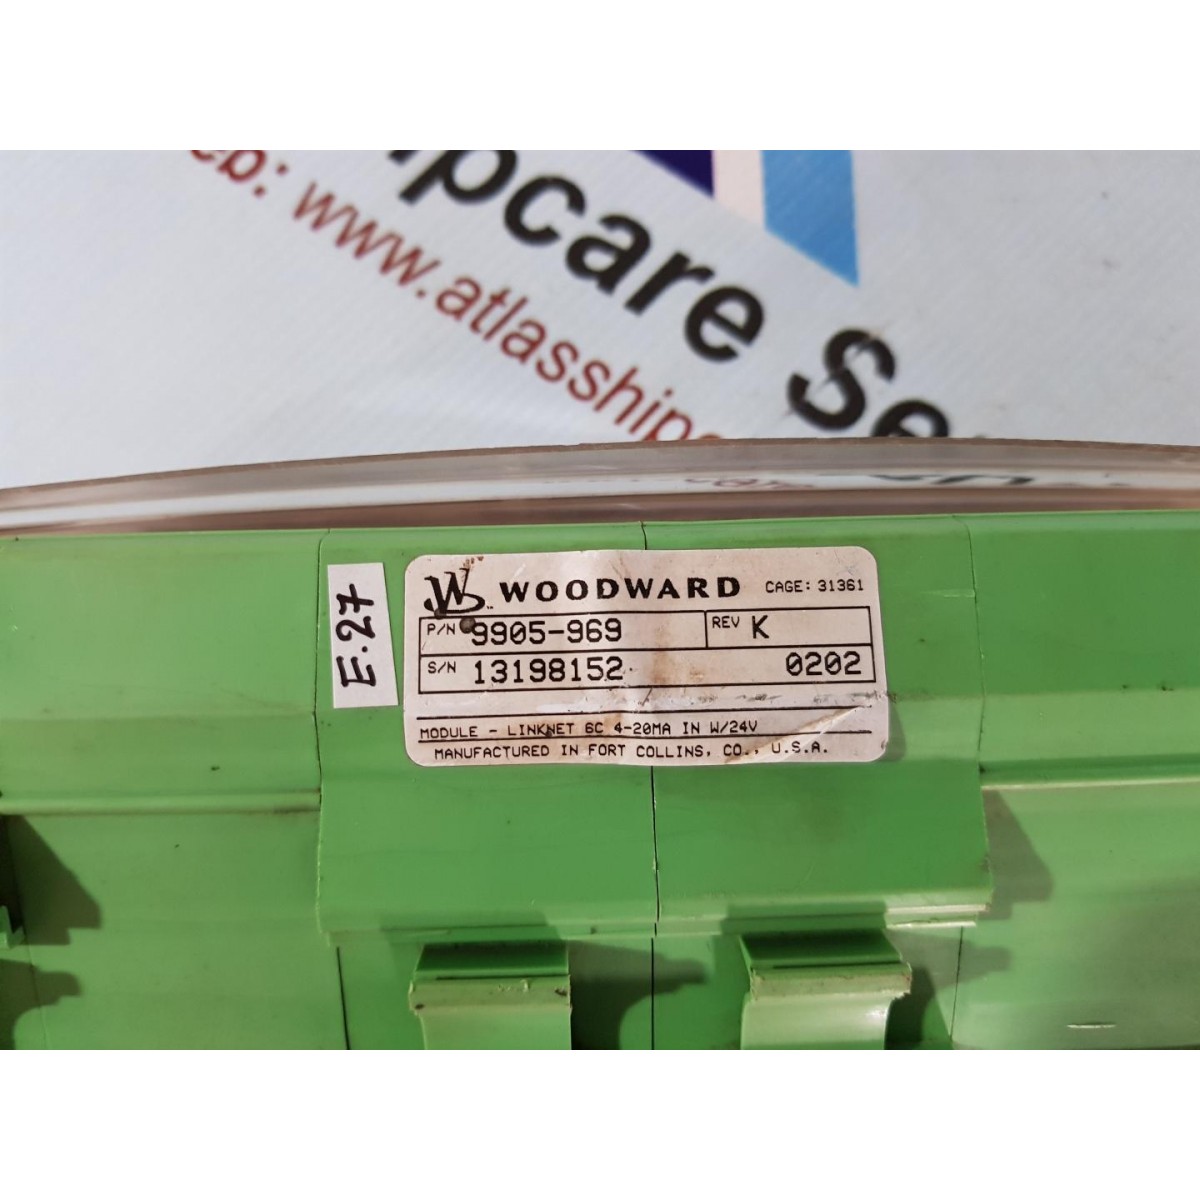 pcare Se
eb: www.atlasshipc
E.27
WOODWARD CAGE: 31361
P/N 9905-969 REV K
S/N 13198152 0202
MODULE - LINKNET 6C 4-20MA IN W/24V
MANUFACTURED IN FORT COLLINS, CO., U.S.A.